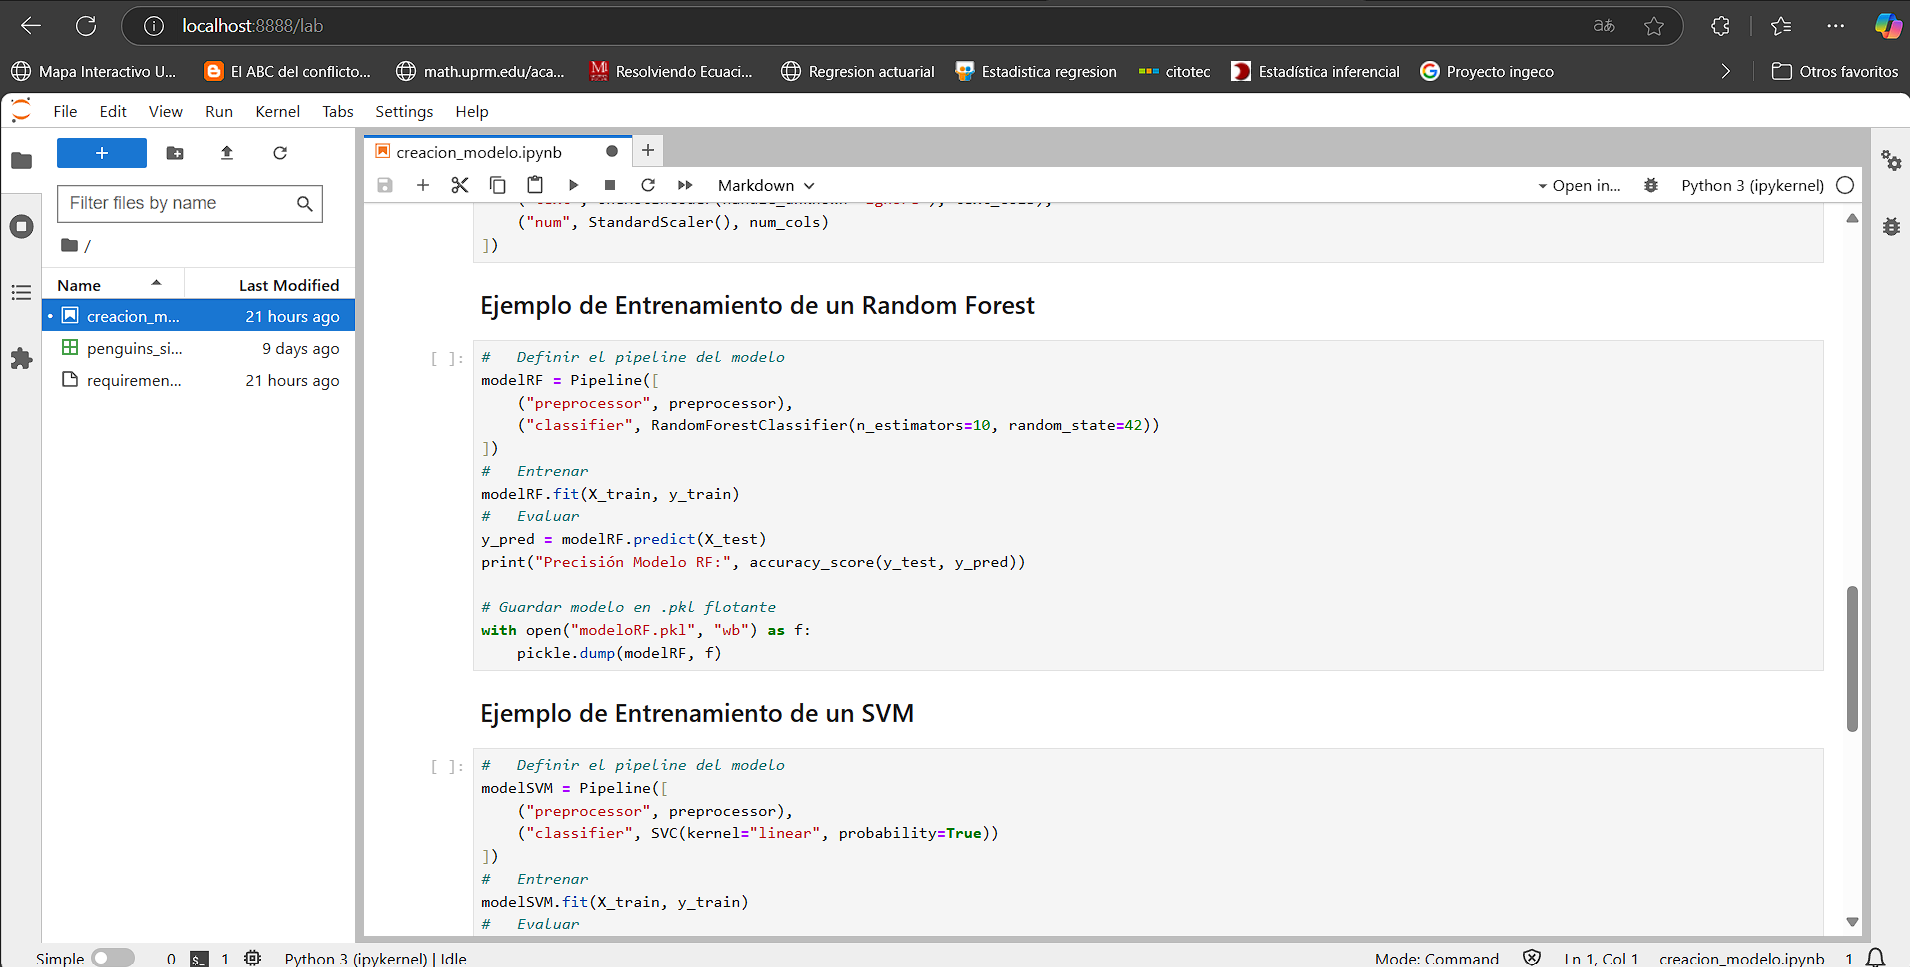 localhost:8888/lab
Mapa Interactivo U...
El ABC del conflicto...
math.uprm.edu/aca...
Resolviendo Ecuaci...
Regresion actuarial
Estadistica regresion
citotec
Estadística inferencial
Proyecto ingeco
Otros favoritos
File Edit View Run Kernel Tabs Settings Help
Filter files by name
/
Name Last Modified
creacion_m... 21 hours ago
penguins_si... 9 days ago
requiremen... 21 hours ago
creacion_modelo.ipynb
Markdown
Open in...
Python 3 (ipykernel)
("num", StandardScaler(), num_cols)
])
Ejemplo de Entrenamiento de un Random Forest
[ ]:
#   Definir el pipeline del modelo
modelRF = Pipeline([
    ("preprocessor", preprocessor),
    ("classifier", RandomForestClassifier(n_estimators=10, random_state=42))
])
#   Entrenar
modelRF.fit(X_train, y_train)
#   Evaluar
y_pred = modelRF.predict(X_test)
print("Precisión Modelo RF:", accuracy_score(y_test, y_pred))
# Guardar modelo en .pkl flotante
with open("modeloRF.pkl", "wb") as f:
    pickle.dump(modelRF, f)
Ejemplo de Entrenamiento de un SVM
[ ]:
#   Definir el pipeline del modelo
modelSVM = Pipeline([
    ("preprocessor", preprocessor),
    ("classifier", SVC(kernel="linear", probability=True))
])
#   Entrenar
modelSVM.fit(X_train, y_train)
#   Evaluar
Simple 0 $_ 1 Python 3 (ipykernel) | Idle
Mode: Command Ln 1, Col 1 creacion_modelo.ipynb 1